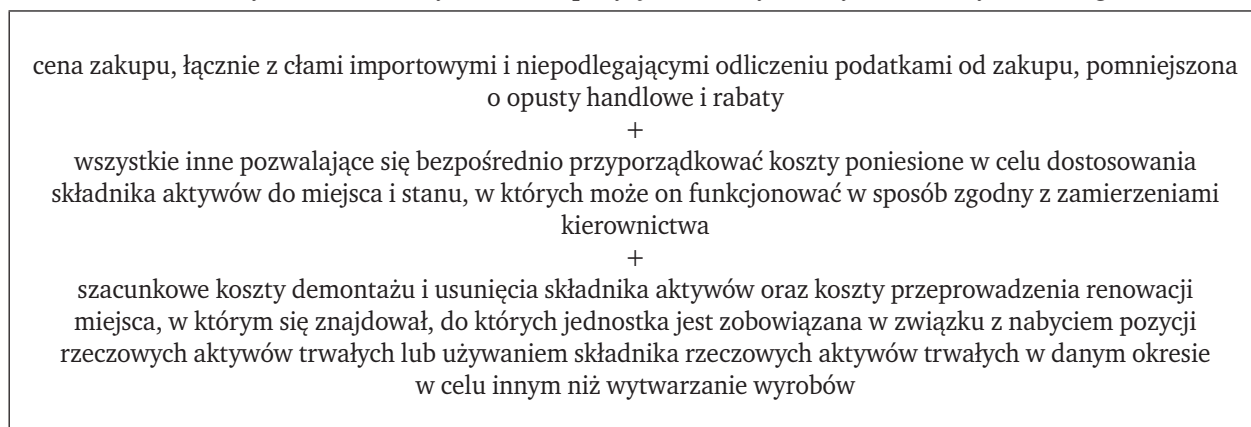 cena zakupu, łącznie z cłami importowymi i niepodlegającymi odliczeniu podatkami od zakupu, pomniejszona
o opusty handlowe i rabaty
+
wszystkie inne pozwalające się bezpośrednio przyporządkować koszty poniesione w celu dostosowania
składnika aktywów do miejsca i stanu, w których może on funkcjonować w sposób zgodny z zamierzeniami
kierownictwa
+
szacunkowe koszty demontażu i usunięcia składnika aktywów oraz koszty przeprowadzenia renowacji
miejsca, w którym się znajdował, do których jednostka jest zobowiązana w związku z nabyciem pozycji
rzeczowych aktywów trwałych lub używaniem składnika rzeczowych aktywów trwałych w danym okresie
w celu innym niż wytwarzanie wyrobów